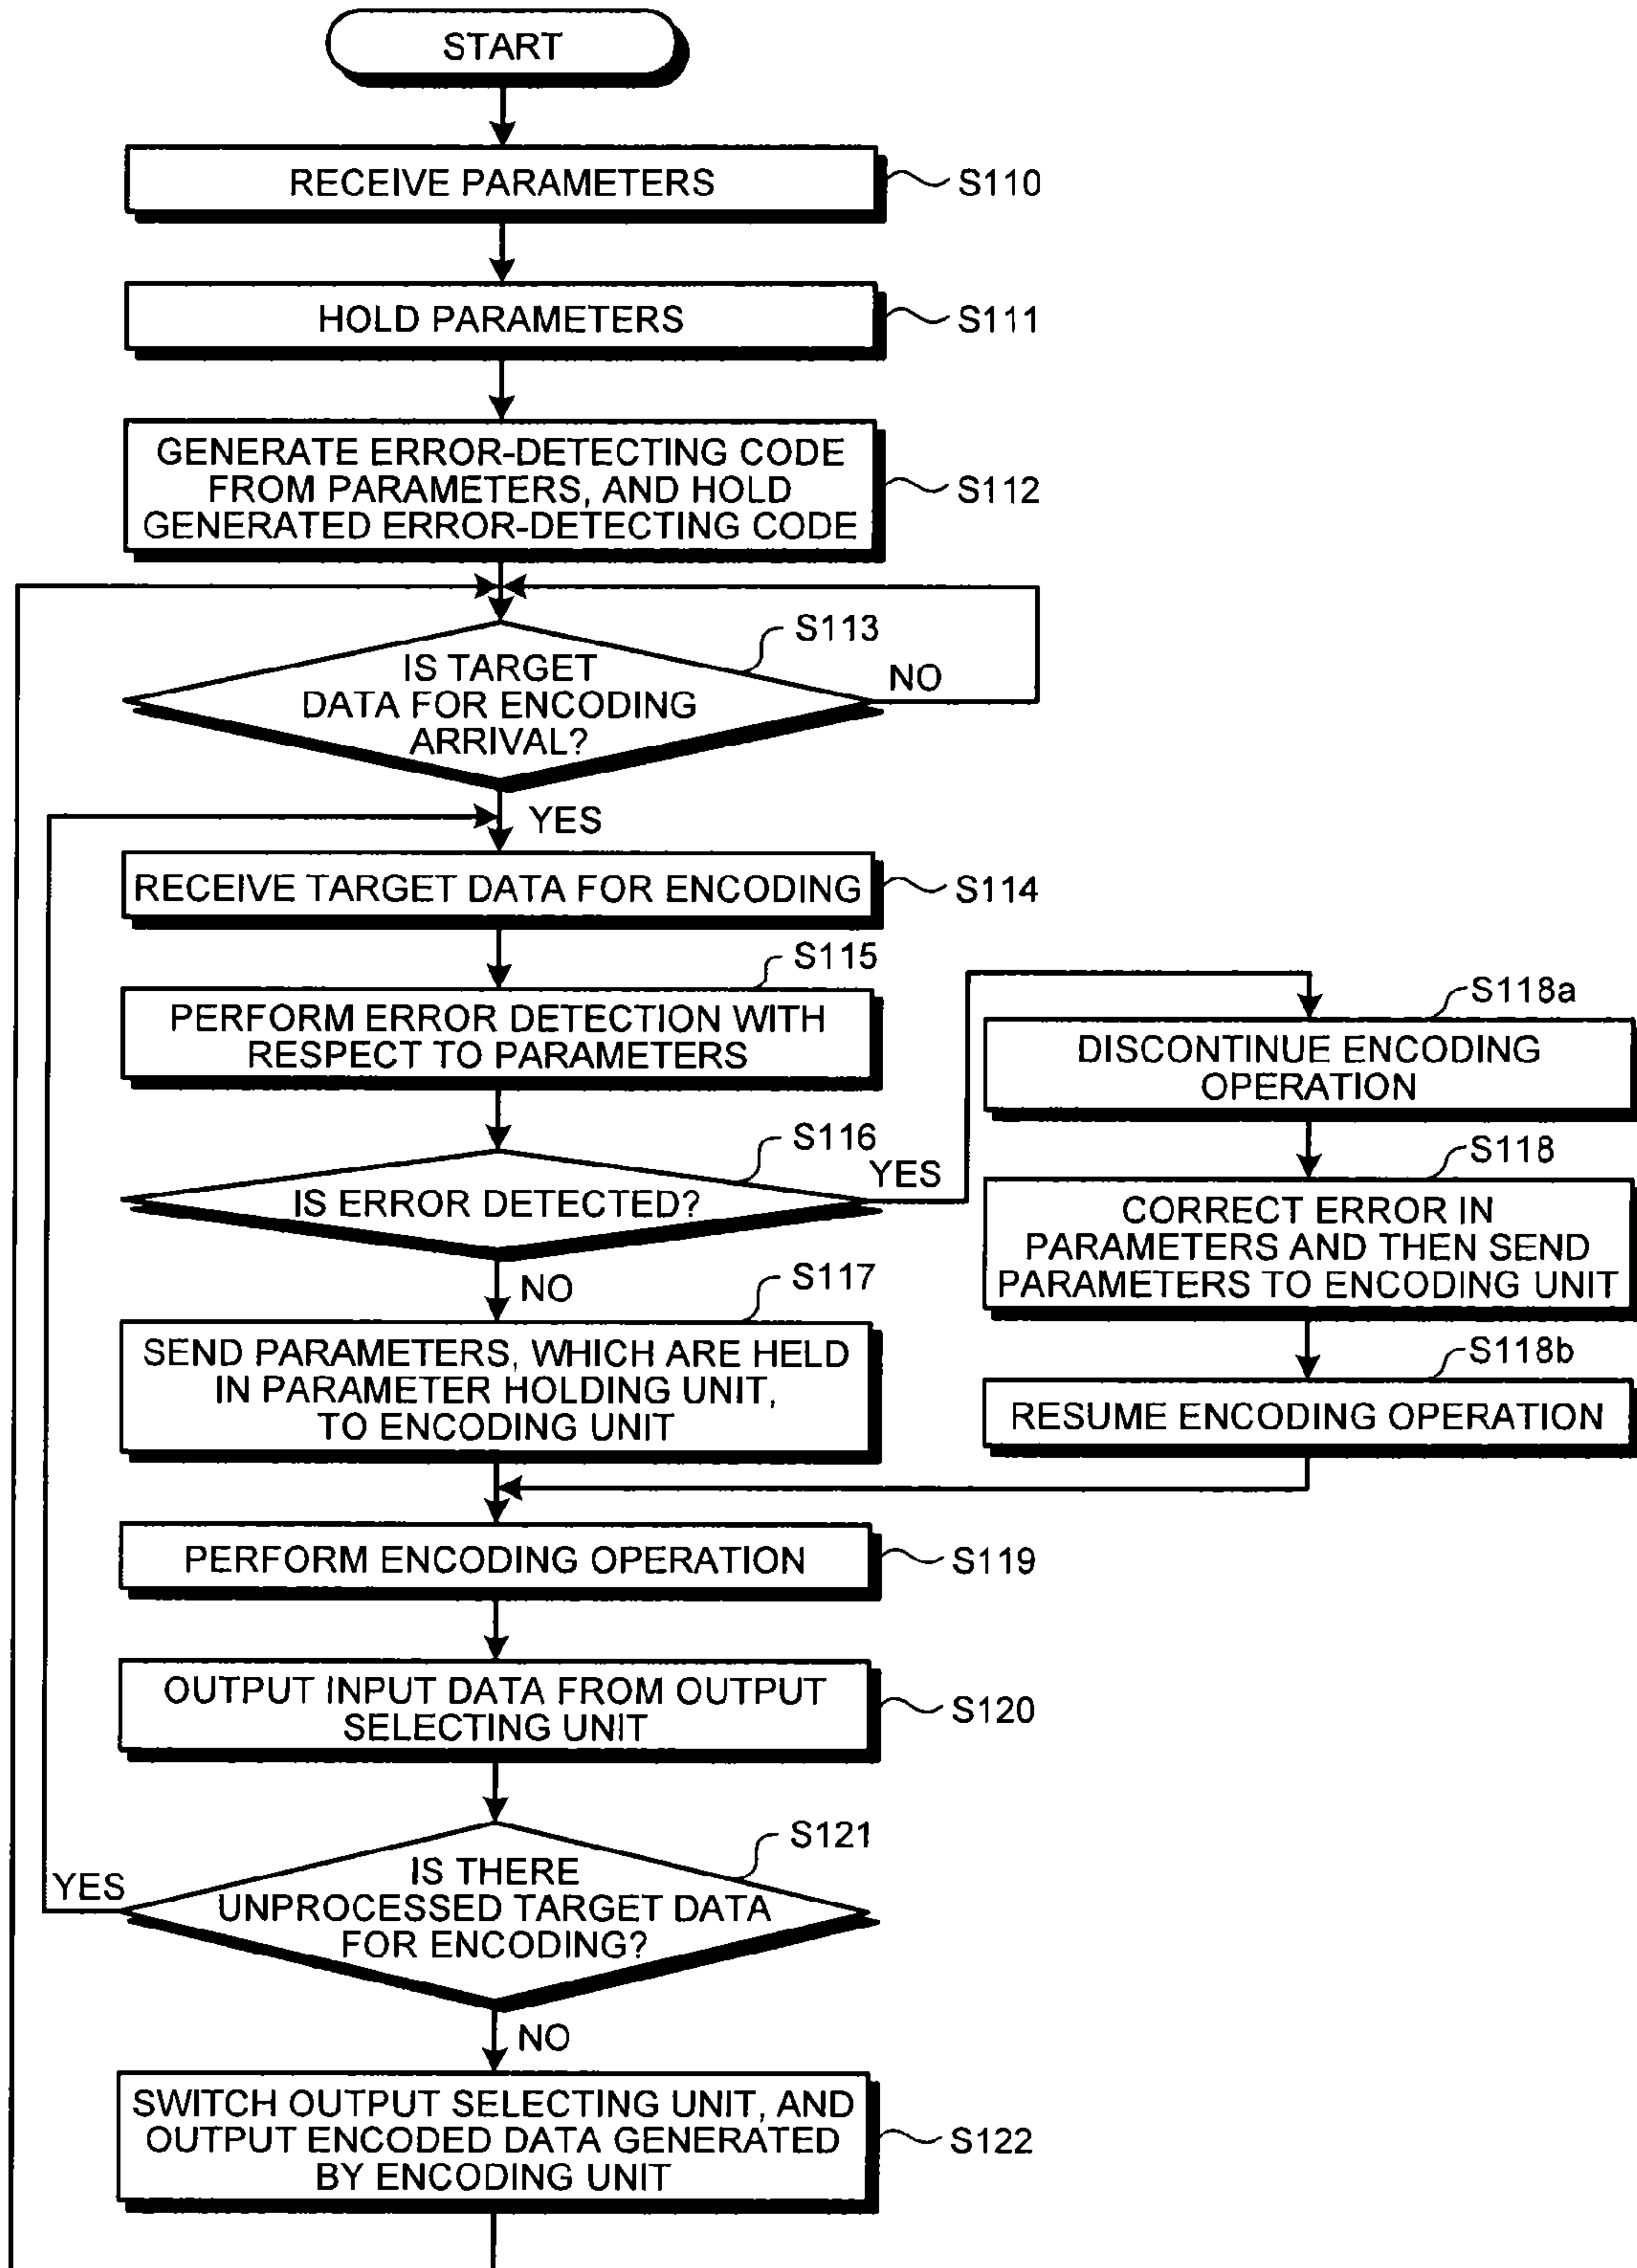 START
RECEIVE PARAMETERS
S110
HOLD PARAMETERS
S111
GENERATE ERROR-DETECTING CODE
FROM PARAMETERS, AND HOLD
GENERATED ERROR-DETECTING CODE
S112
S113
IS TARGET
DATA FOR ENCODING
ARRIVAL?
NO
YES
RECEIVE TARGET DATA FOR ENCODING
S114
S115
PERFORM ERROR DETECTION WITH
RESPECT TO PARAMETERS
S116
IS ERROR DETECTED?
YES
NO
S118a
DISCONTINUE ENCODING
OPERATION
S118
CORRECT ERROR IN
PARAMETERS AND THEN SEND
PARAMETERS TO ENCODING UNIT
S118b
RESUME ENCODING OPERATION
S117
SEND PARAMETERS, WHICH ARE HELD
IN PARAMETER HOLDING UNIT,
TO ENCODING UNIT
PERFORM ENCODING OPERATION
S119
OUTPUT INPUT DATA FROM OUTPUT
SELECTING UNIT
S120
S121
IS THERE
UNPROCESSED TARGET DATA
FOR ENCODING?
YES
NO
SWITCH OUTPUT SELECTING UNIT, AND
OUTPUT ENCODED DATA GENERATED
BY ENCODING UNIT
S122